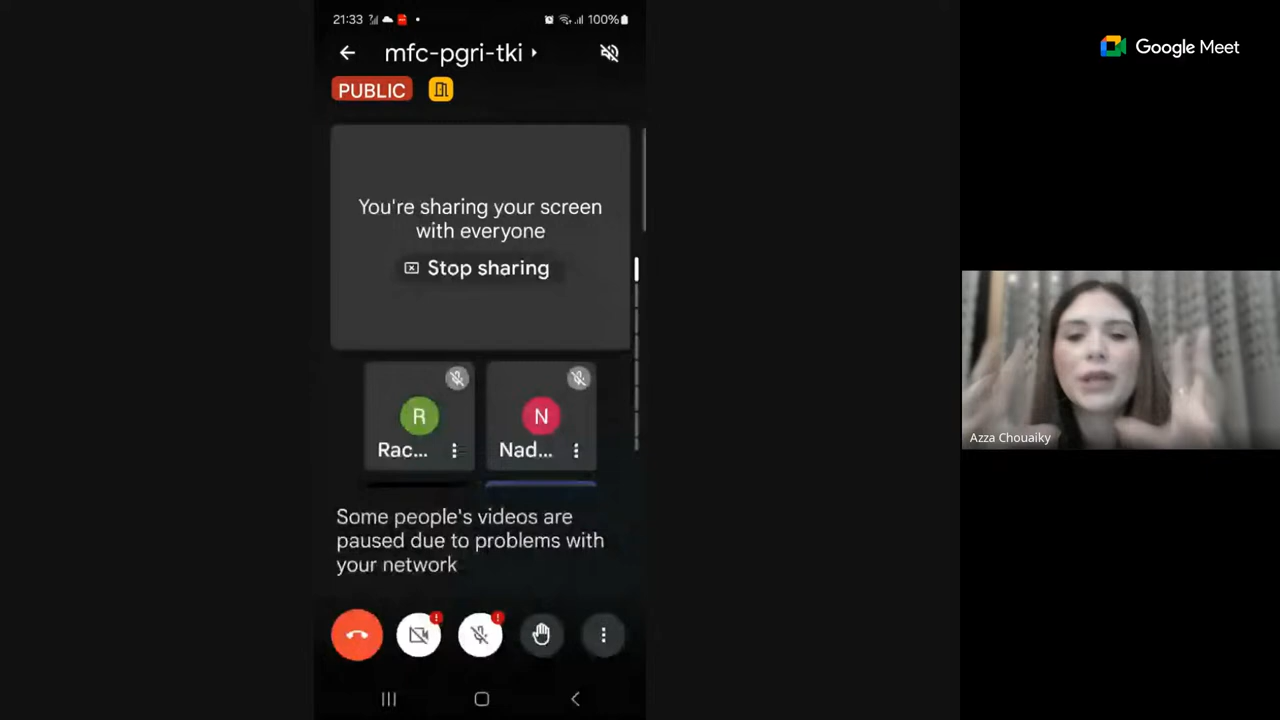 21:33
100%
mfc-pgri-tki
PUBLIC
You're sharing your screen
with everyone
Stop sharing
R
Rac...
N
Nad...
Some people's videos are
paused due to problems with
your network
Google Meet
Azza Chouaiky